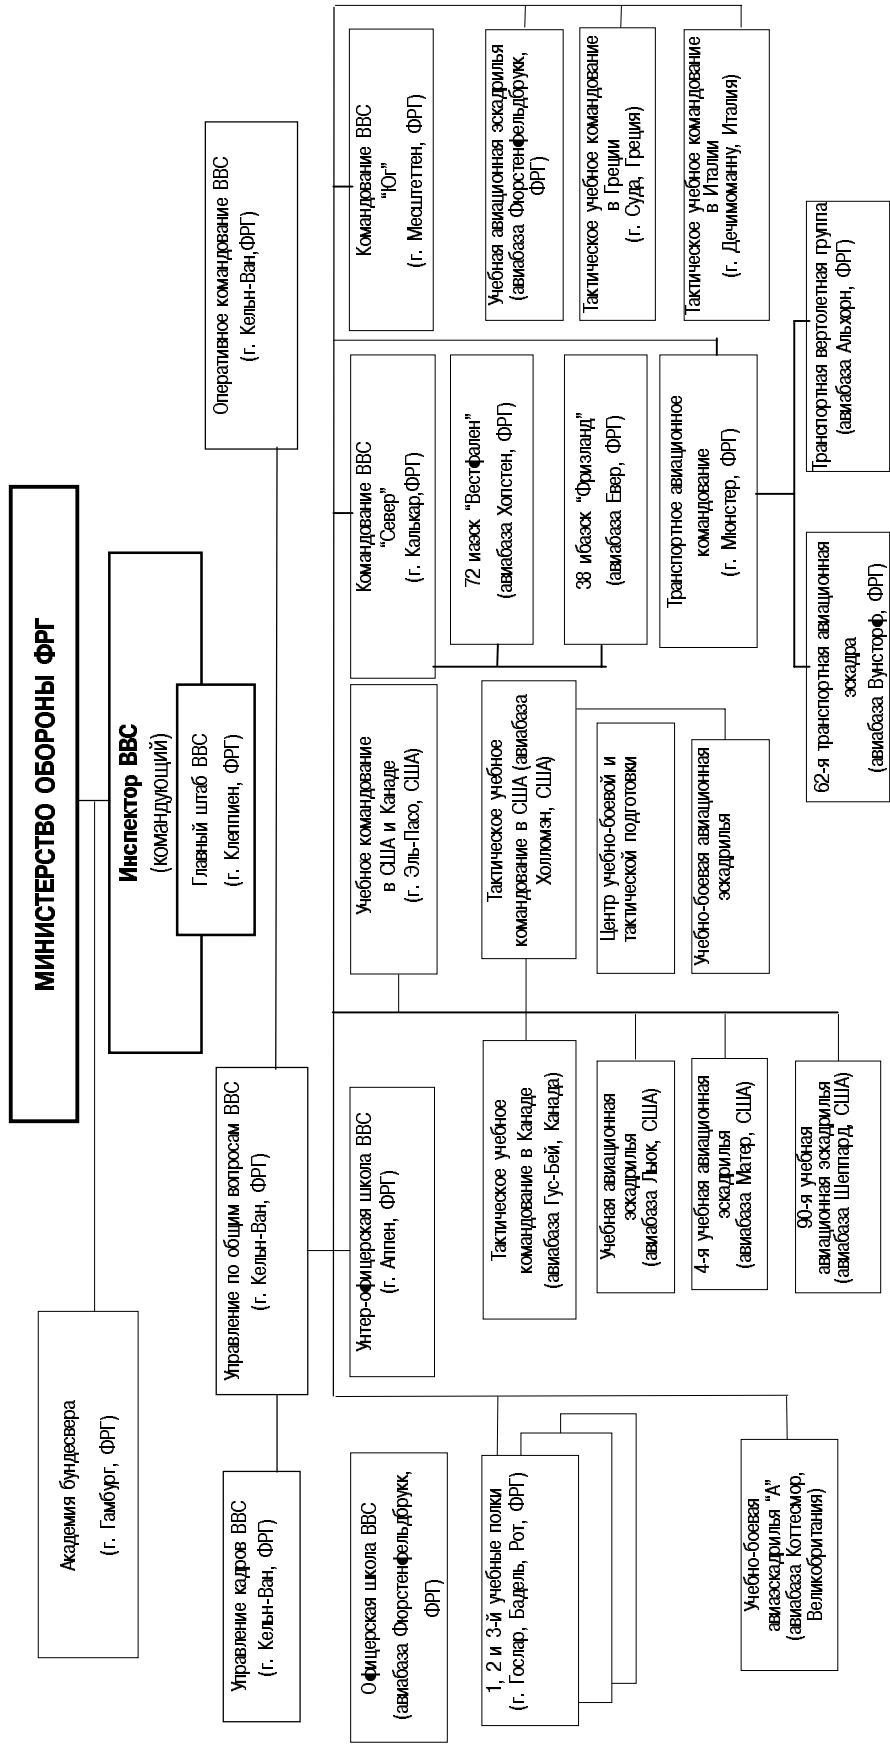 МИНИСТЕРСТВО ОБОРОНЫ ФРГ
Инспектор ВВС
(командующий)
Главный штаб ВВС
(г. Клеппиен, ФРГ)
Академия бундесвера
(г. Гамбург, ФРГ)
Управление кадров ВВС
(г. Кельн-Ван, ФРГ)
Управление по общим вопросам ВВС
(г. Кельн-Ван, ФРГ)
Оперативное командование ВВС
(г. Кельн-Ван,ФРГ)
Офицерская школа ВВС
(авиабаза Фюрстенфельдбрукк,
ФРГ)
Унтер-офицерская школа ВВС
(г. Аппен, ФРГ)
Учебное командование
в США и Канаде
(г. Эль-Пасо, США)
Командование ВВС
“Север”
(г. Калькар,ФРГ)
Командование ВВС
“Юг”
(г. Месштеттен, ФРГ)
1, 2 и 3-й учебные полки
(г. Гослар, Бадель, Рот, ФРГ)
Тактическое учебное
командование в Канаде
(авиабаза Гус-Бей, Канада)
Тактическое учебное
командование в США (авиабаза
Холломэн, США)
72 иаэск “Вестфален”
(авиабаза Хопстен, ФРГ)
Учебная авиационная эскадрилья
(авиабаза Фюрстенфельдбрукк,
ФРГ)
Учебная авиационная
эскадрилья
(авиабаза Льюк, США)
Центр учебно-боевой и
тактической подготовки
38 ибаэск “Фризланд”
(авиабаза Евер, ФРГ)
Тактическое учебное командование
в Греции
(г. Суда, Греция)
4-я учебная авиационная
эскадрилья
(авиабаза Матер, США)
Учебно-боевая авиационная
эскадрилья
Транспортное авиационное
командование
(г. Мюнстер, ФРГ)
Тактическое учебное командование
в Италии
(г. Дечимоманну, Италия)
Учебно-боевая
авиаэскадрилья “А”
(авиабаза Коттесмор,
Великобритания)
90-я учебная
авиационная эскадрилья
(авиабаза Шеппард, США)
62-я транспортная авиационная
эскадра
(авиабаза Вунсторф, ФРГ)
Транспортная вертолетная группа
(авиабаза Альхорн, ФРГ)